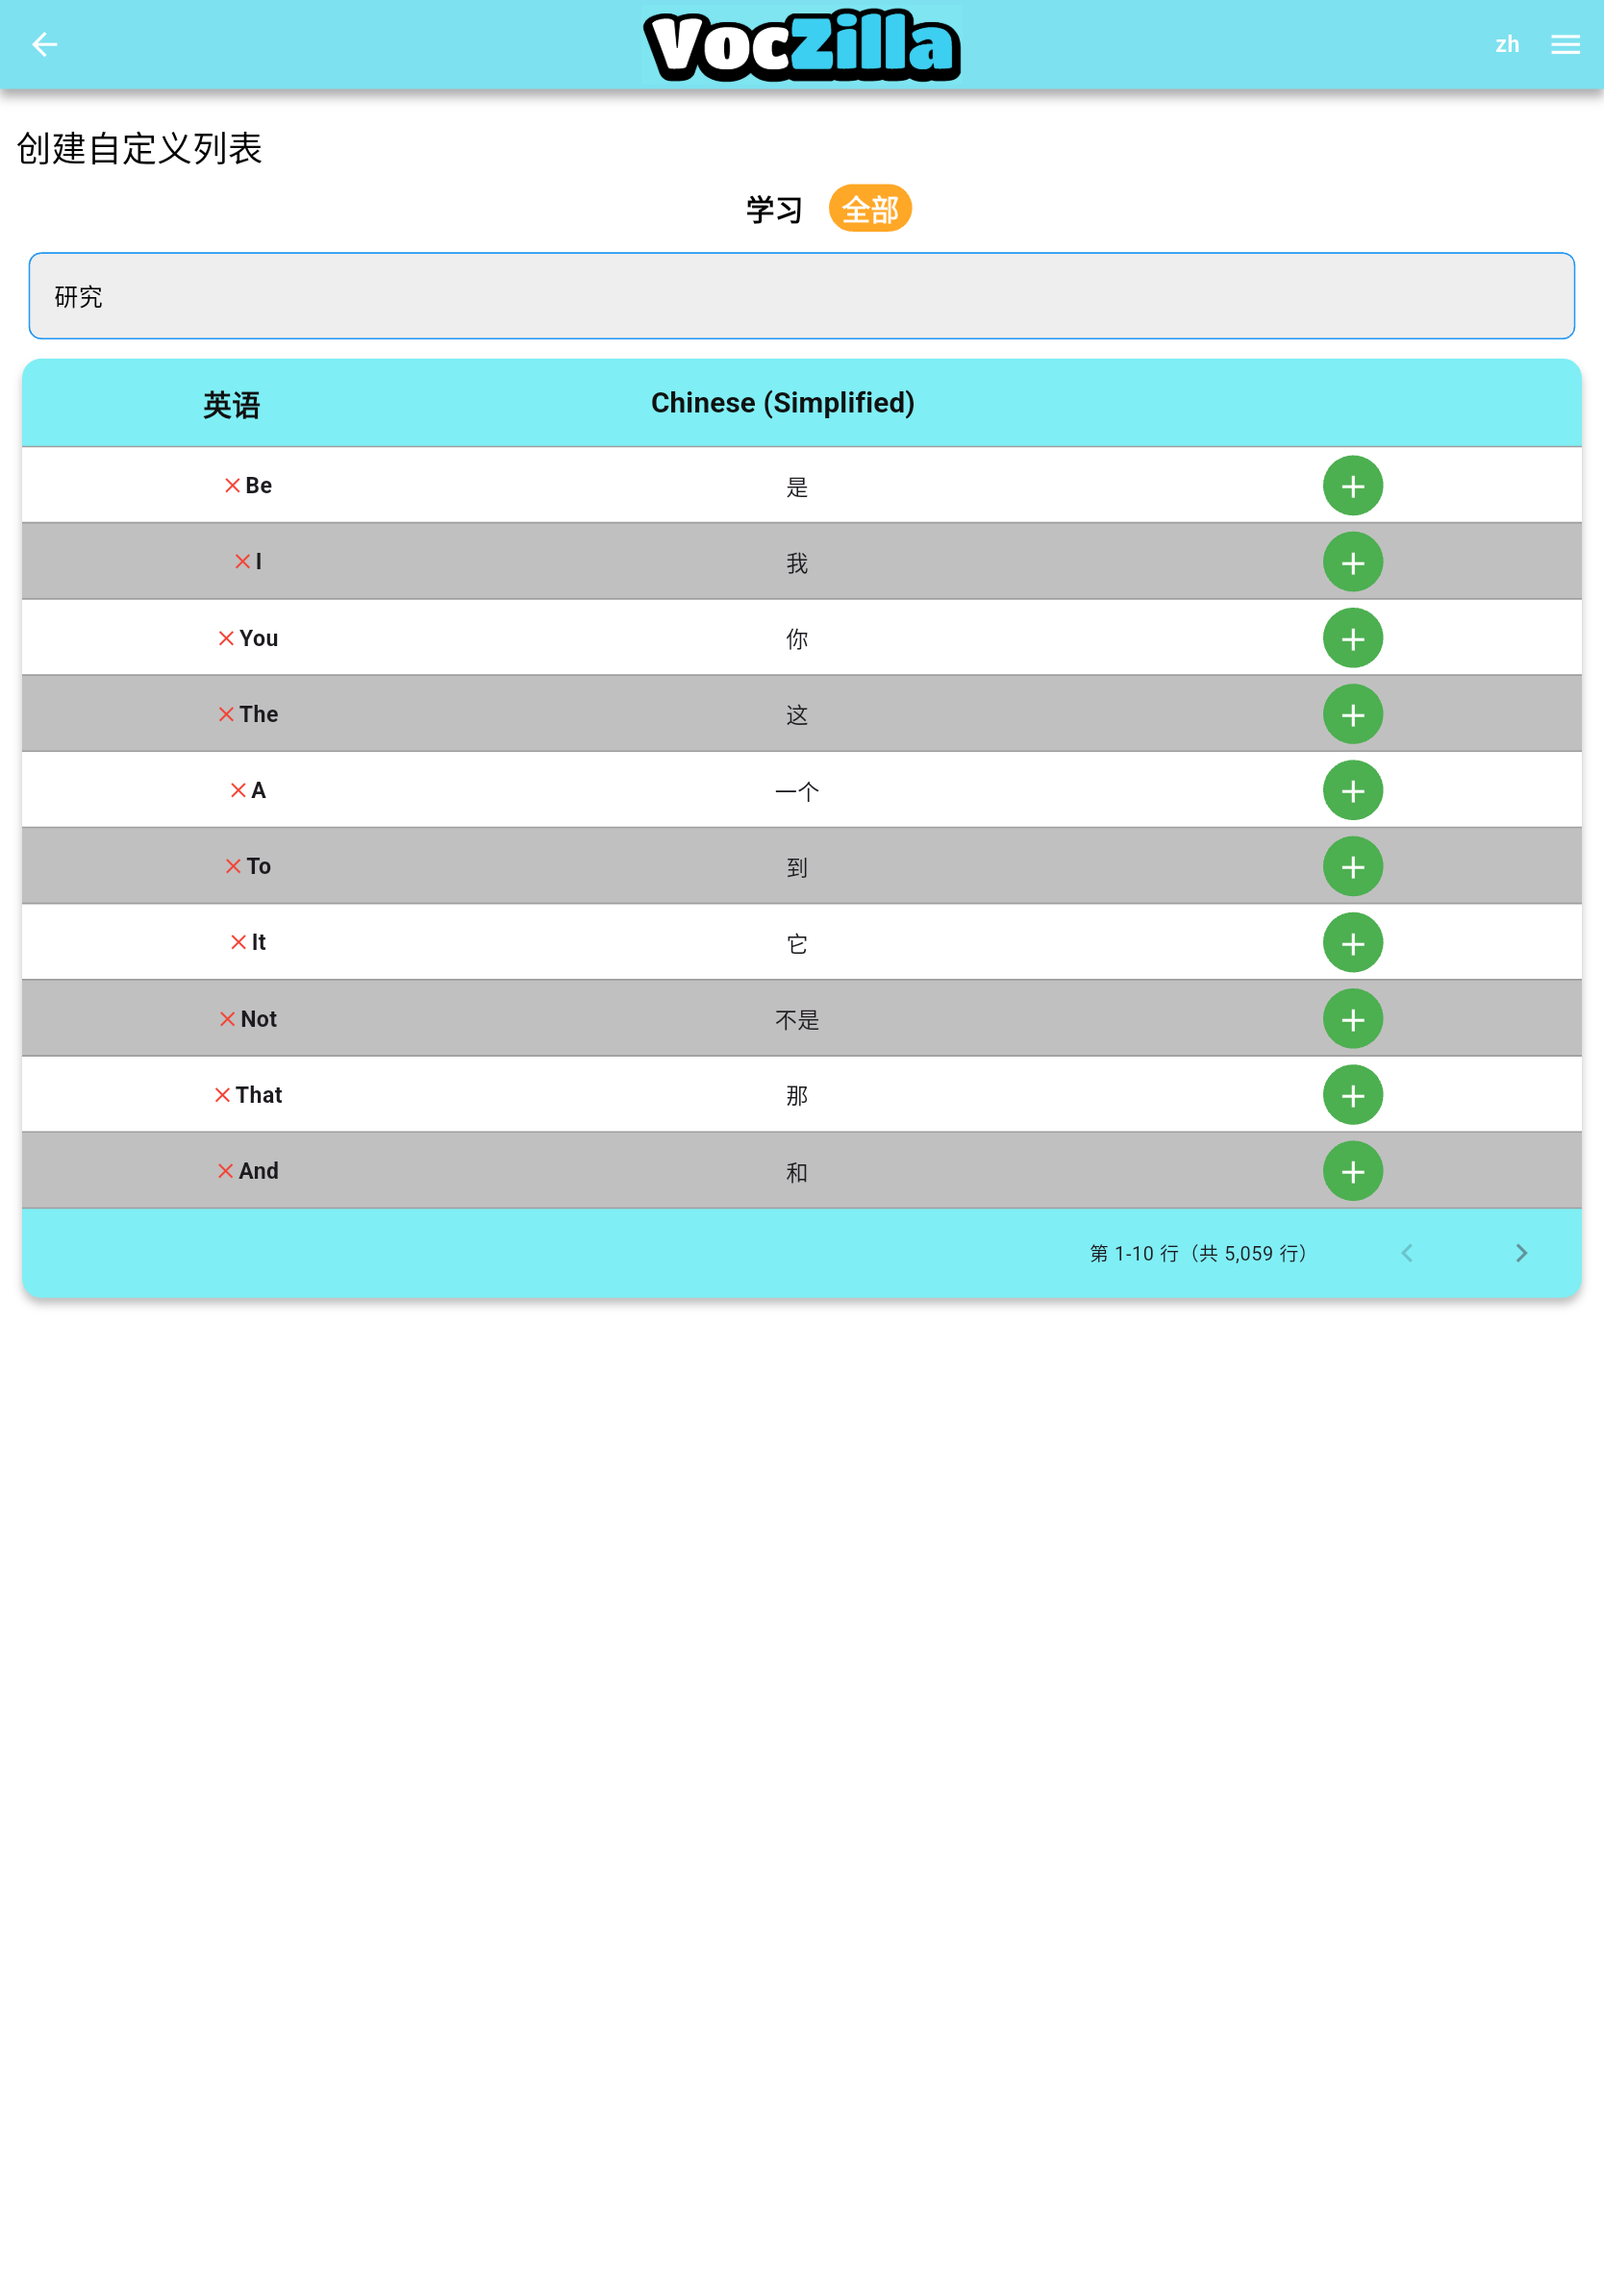 VocZilla
zh
创建自定义列表
学习 全部
研究
英语 Chinese (Simplified)
Be 是
I 我
You 你
The 这
A 一个
To 到
It 它
Not 不是
That 那
And 和
第 1-10 行（共 5,059 行）